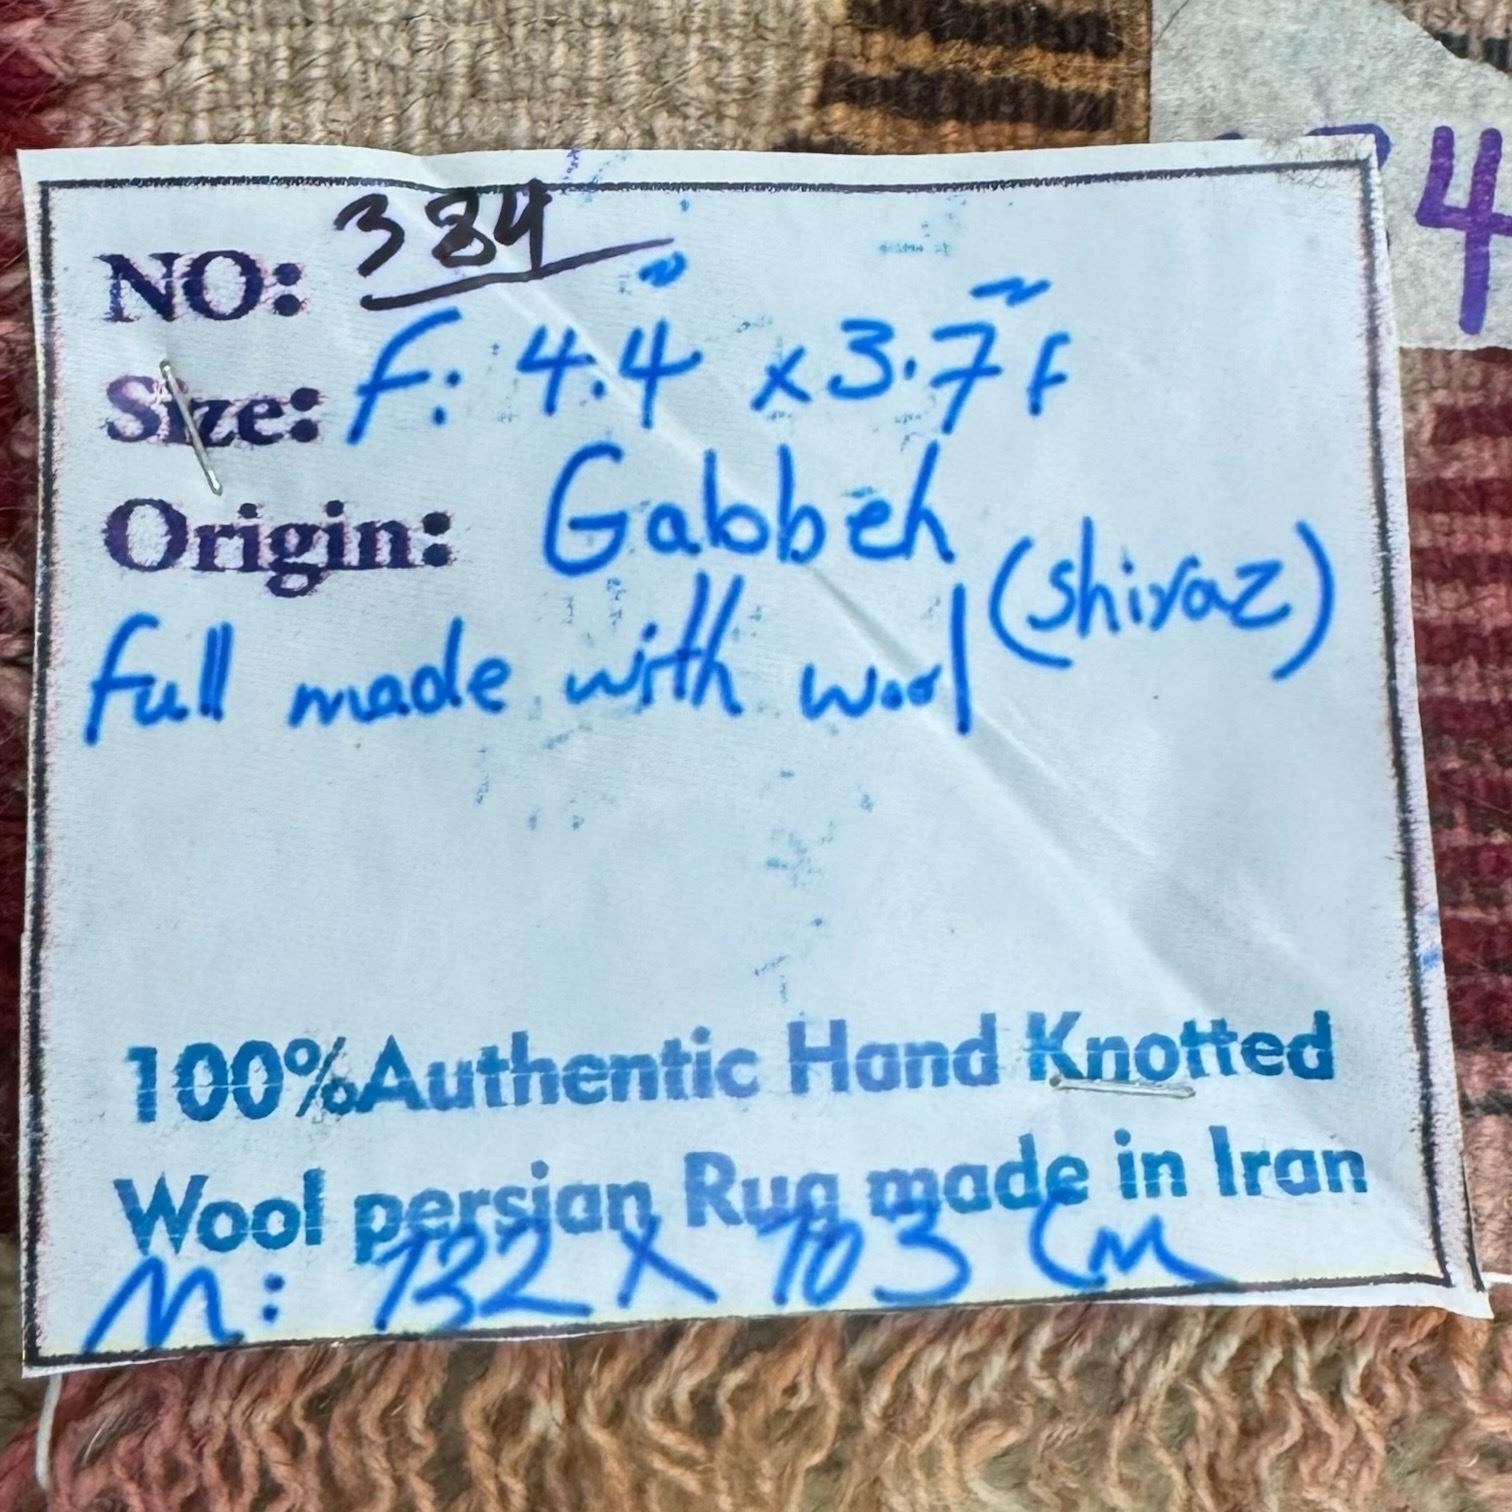 NO: 384
Size: f: 4.4" x 3.7" f
Origin: Gabbeh
(shiraz)
full made with wool
100%Authentic Hand Knotted
Wool persian Rug made in Iran
M: 132 x 103 CM
4